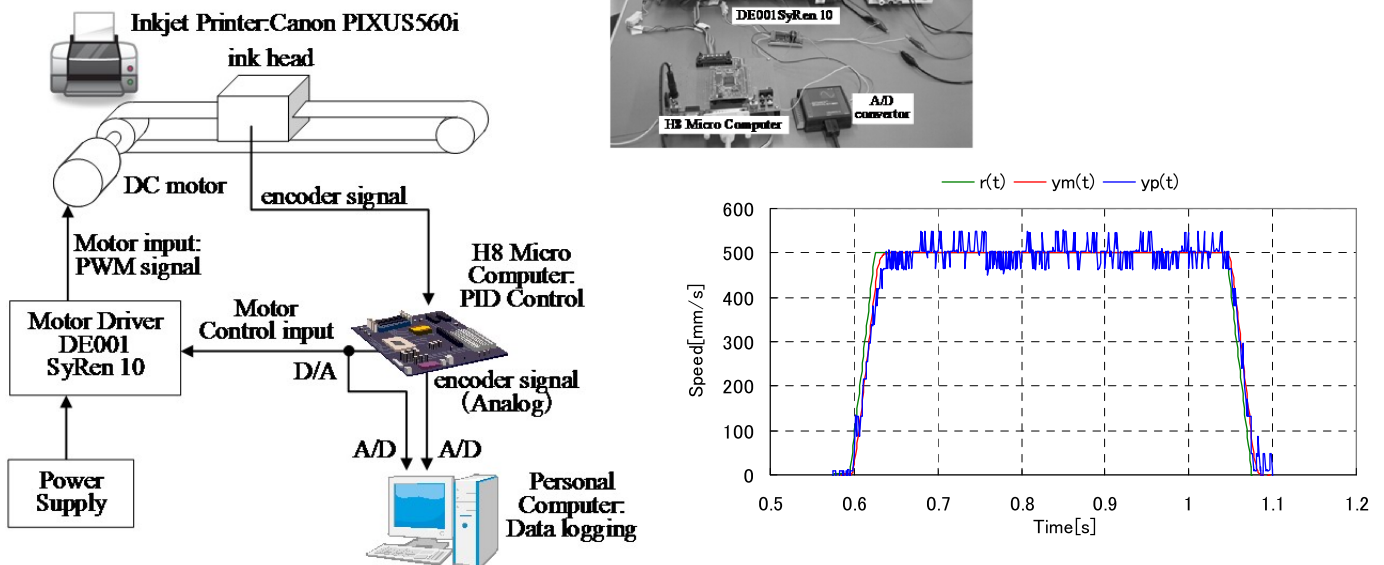 Inkjet Printer:Canon PIXUS560i
ink head
DC motor
encoder signal
Motor input:
PWM signal
H8 Micro
Computer:
PID Control
Motor
Control input
Motor Driver
DE001
SyRen 10
D/A
encoder signal
(Analog)
A/D
A/D
Power
Supply
Personal
Computer:
Data logging
DE001SyRen 10
A/D
convertor
H8 Micro Computer
r(t) ym(t) yp(t)
600
500
400
300
200
100
0
Speed[mm/s]
0.5 0.6 0.7 0.8 0.9 1 1.1 1.2
Time[s]